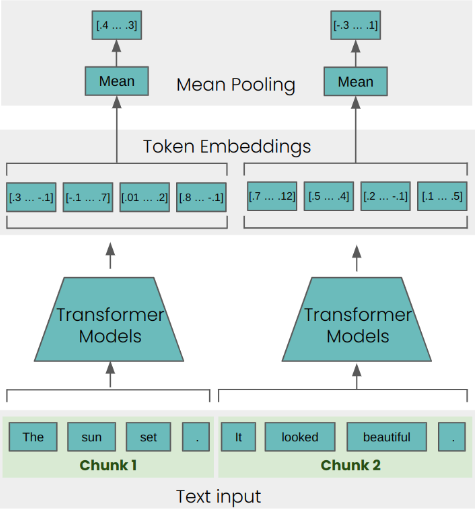 [.4 ... .3] [-.3 ... .1]
Mean Mean
Mean Pooling
Token Embeddings
[.3 ... -.1] [-.1 ... .7] [.01 ... .2] [.8 ... -.1] [.7 ... .12] [.5 ... .4] [.2 ... -.1] [.1 ... .5]
Transformer Transformer
Models Models
The sun set . It looked beautiful .
Chunk 1 Chunk 2
Text input